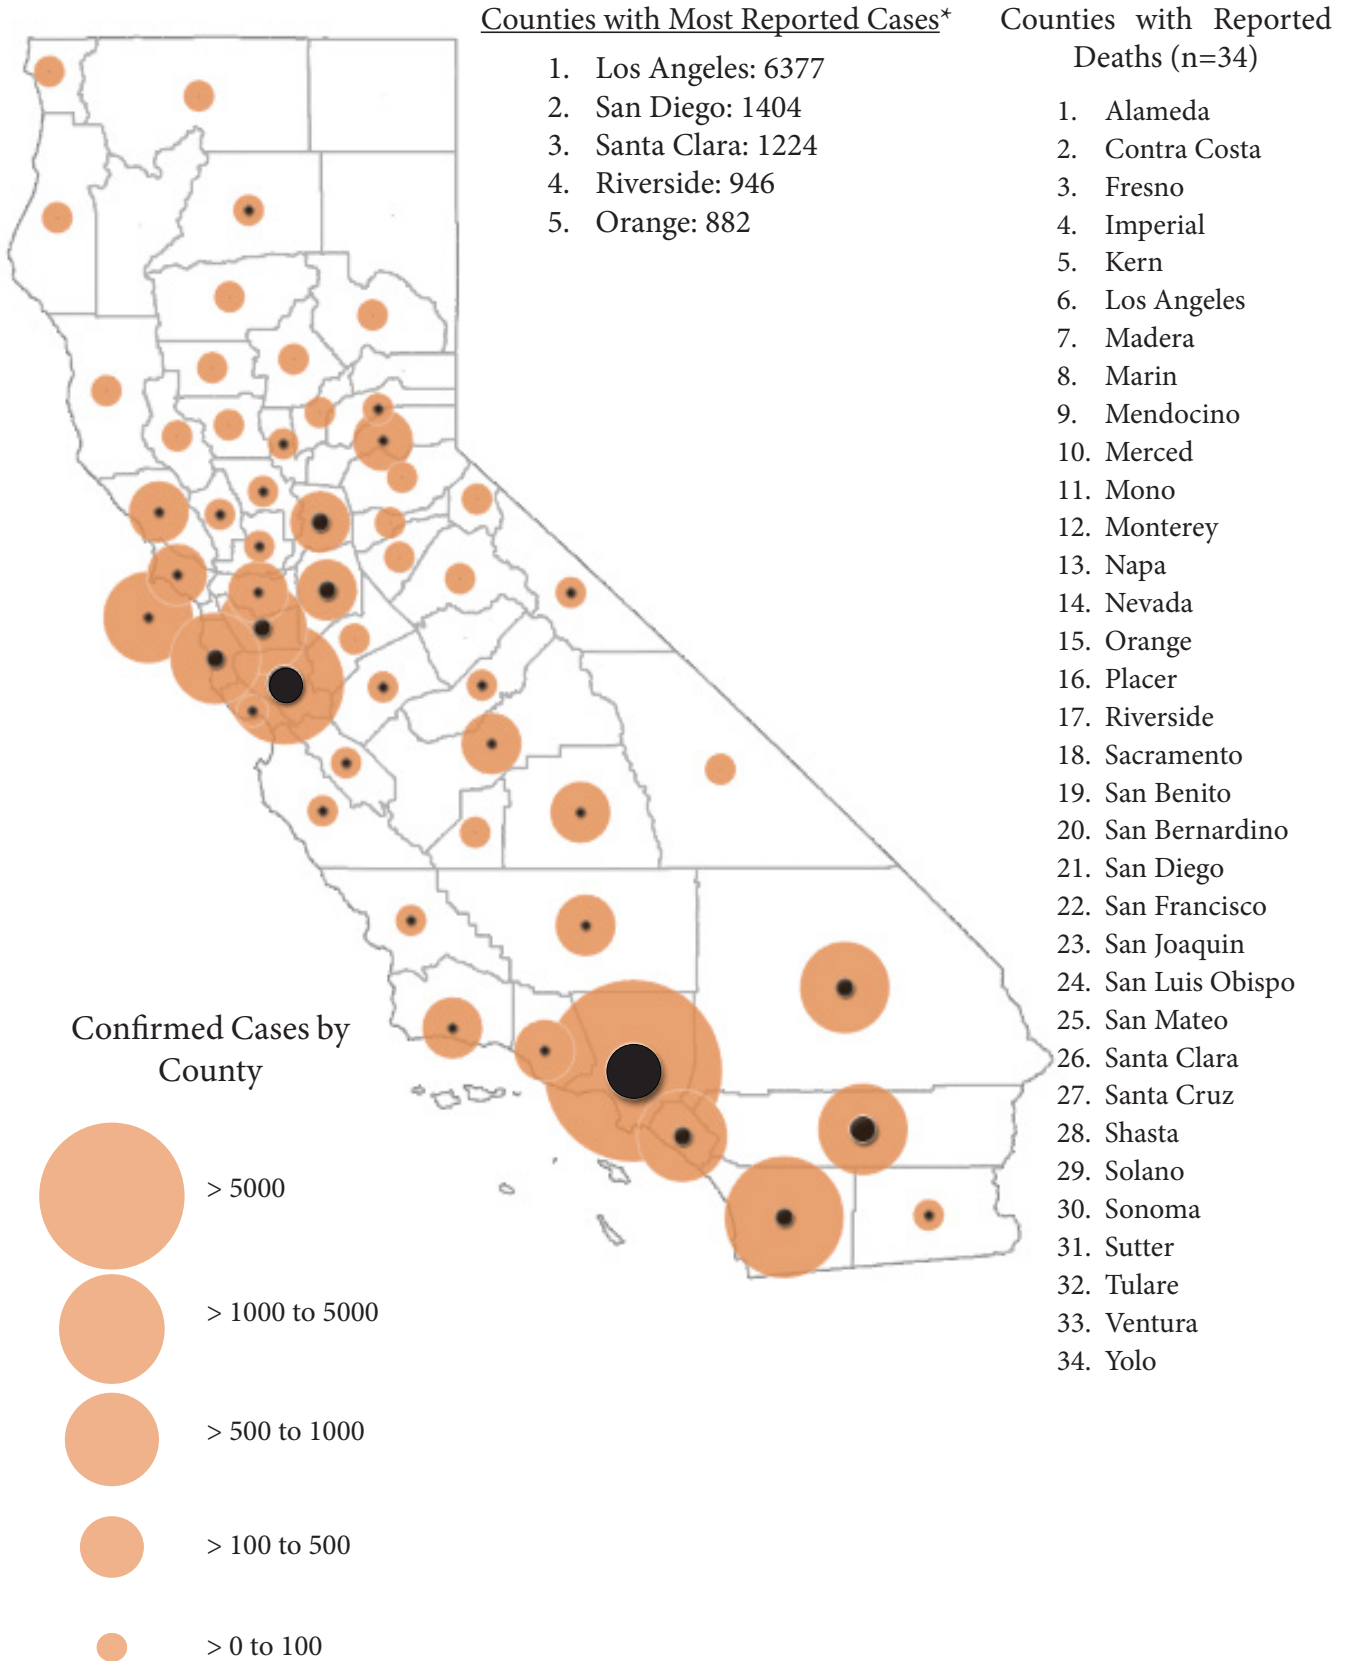 Counties with Most Reported Cases*
1. Los Angeles: 6377
2. San Diego: 1404
3. Santa Clara: 1224
4. Riverside: 946
5. Orange: 882
Counties with Reported
Deaths (n=34)
1. Alameda
2. Contra Costa
3. Fresno
4. Imperial
5. Kern
6. Los Angeles
7. Madera
8. Marin
9. Mendocino
10. Merced
11. Mono
12. Monterey
13. Napa
14. Nevada
15. Orange
16. Placer
17. Riverside
18. Sacramento
19. San Benito
20. San Bernardino
21. San Diego
22. San Francisco
23. San Joaquin
24. San Luis Obispo
25. San Mateo
26. Santa Clara
27. Santa Cruz
28. Shasta
29. Solano
30. Sonoma
31. Sutter
32. Tulare
33. Ventura
34. Yolo
Confirmed Cases by
County
> 5000
> 1000 to 5000
> 500 to 1000
> 100 to 500
> 0 to 100